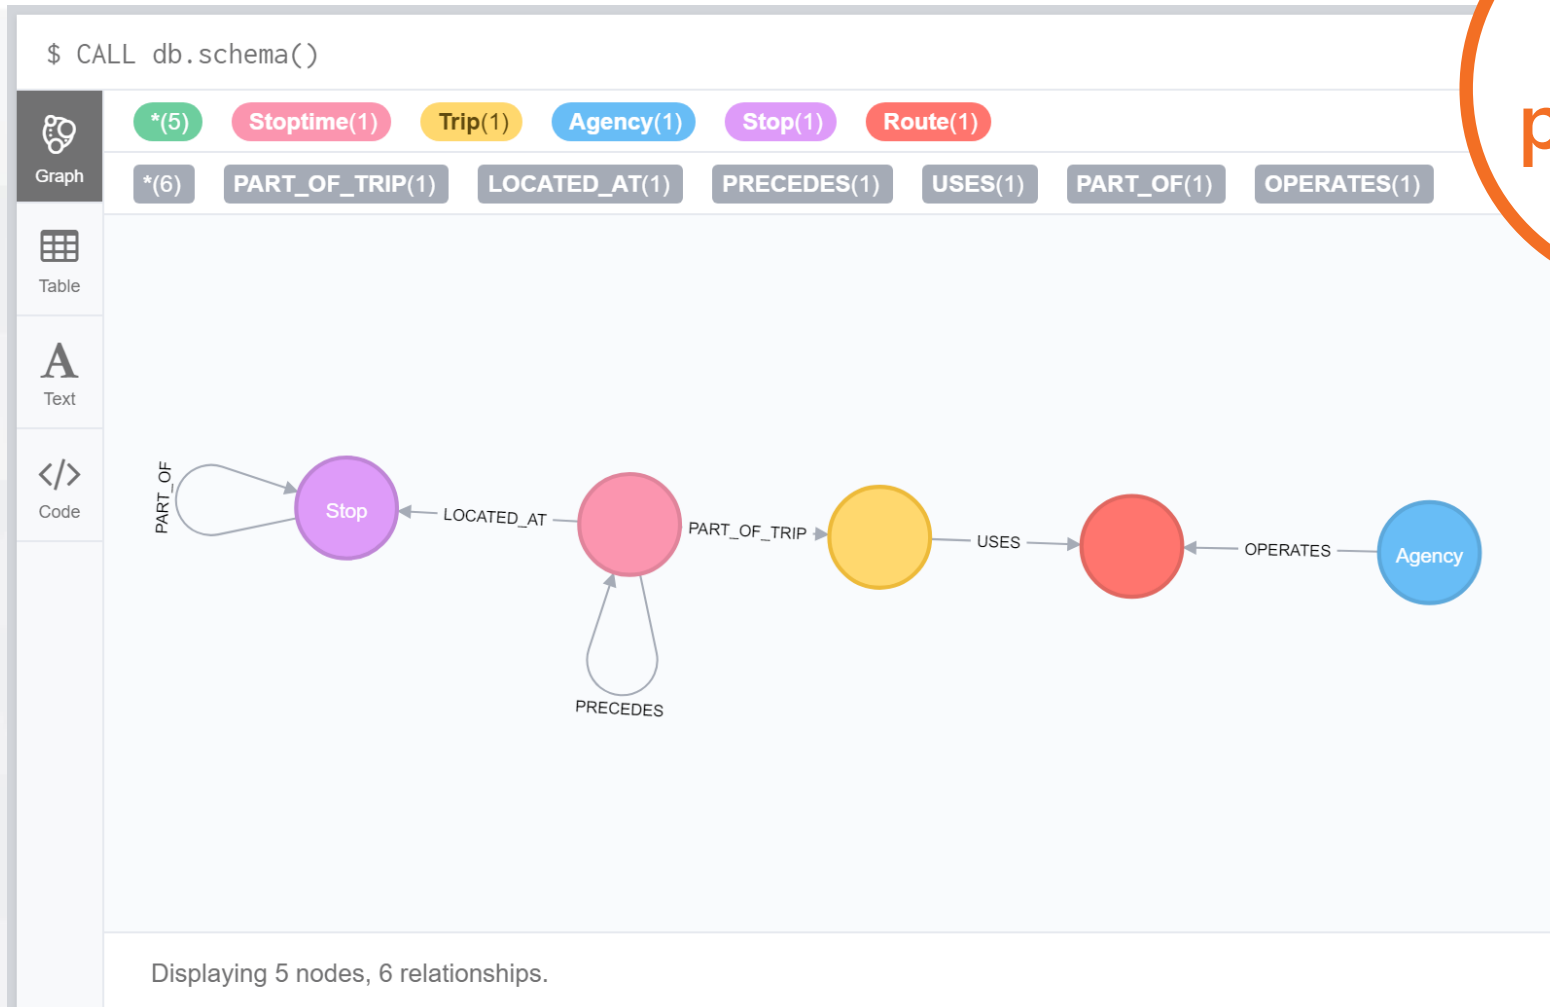 $ CALL db.schema()
*(5) Stoptime(1) Trip(1) Agency(1) Stop(1) Route(1)
*(6) PART_OF_TRIP(1) LOCATED_AT(1) PRECEDES(1) USES(1) PART_OF(1) OPERATES(1)
Graph
Table
A
Text
</>
Code
PART_OF
Stop
LOCATED_AT
PART_OF_TRIP
USES
OPERATES
Agency
PRECEDES
Displaying 5 nodes, 6 relationships.